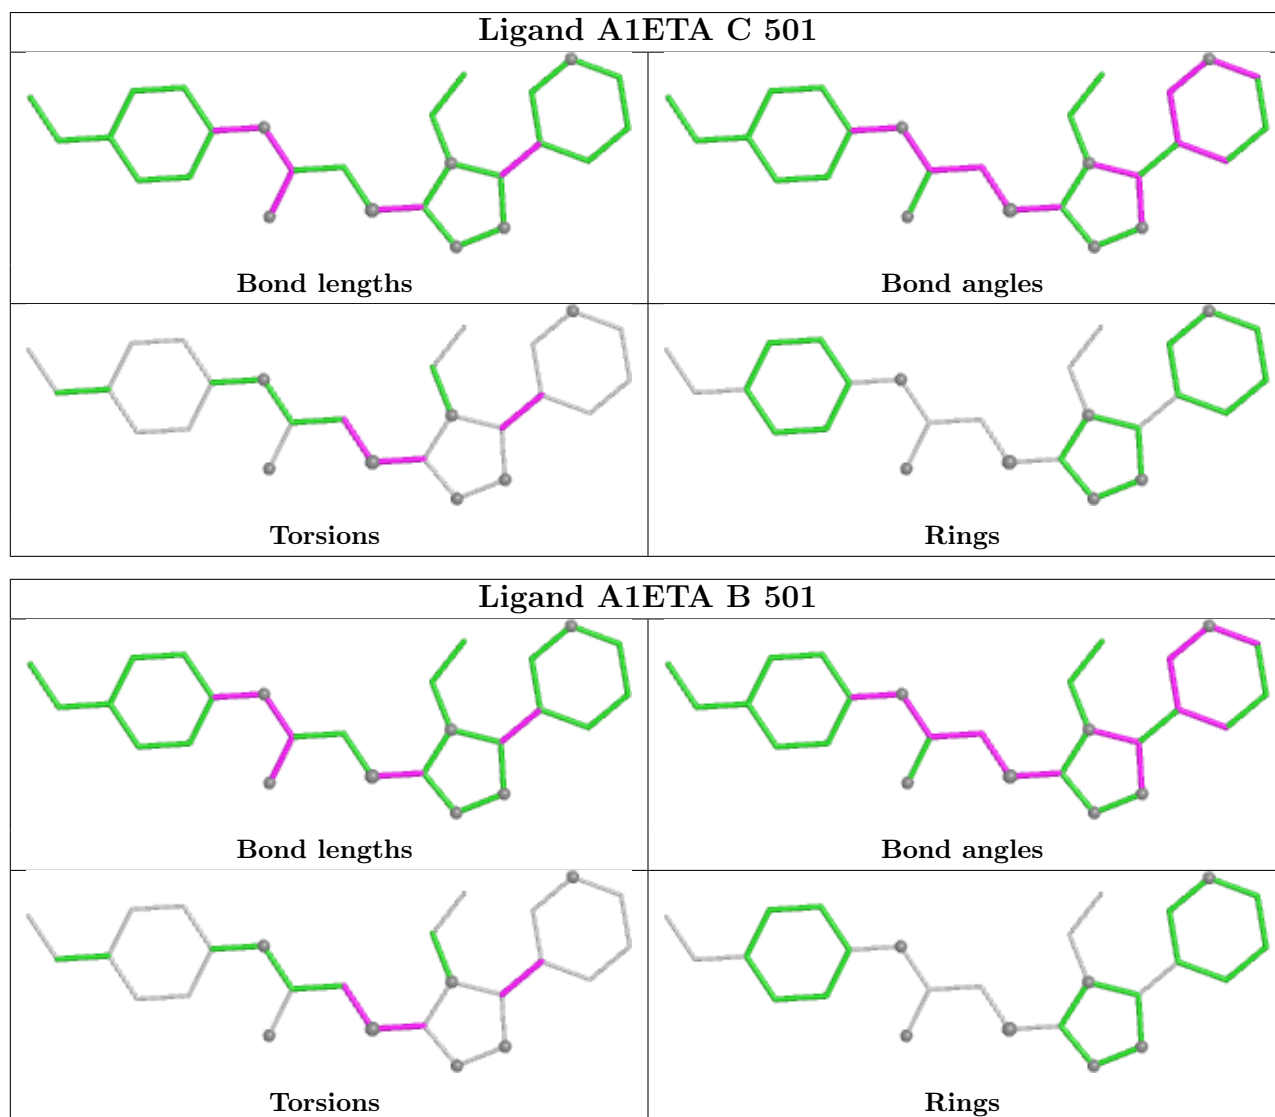 Ligand A1ETA C 501
Bond lengths
Bond angles
Torsions
Rings
Ligand A1ETA B 501
Bond lengths
Bond angles
Torsions
Rings